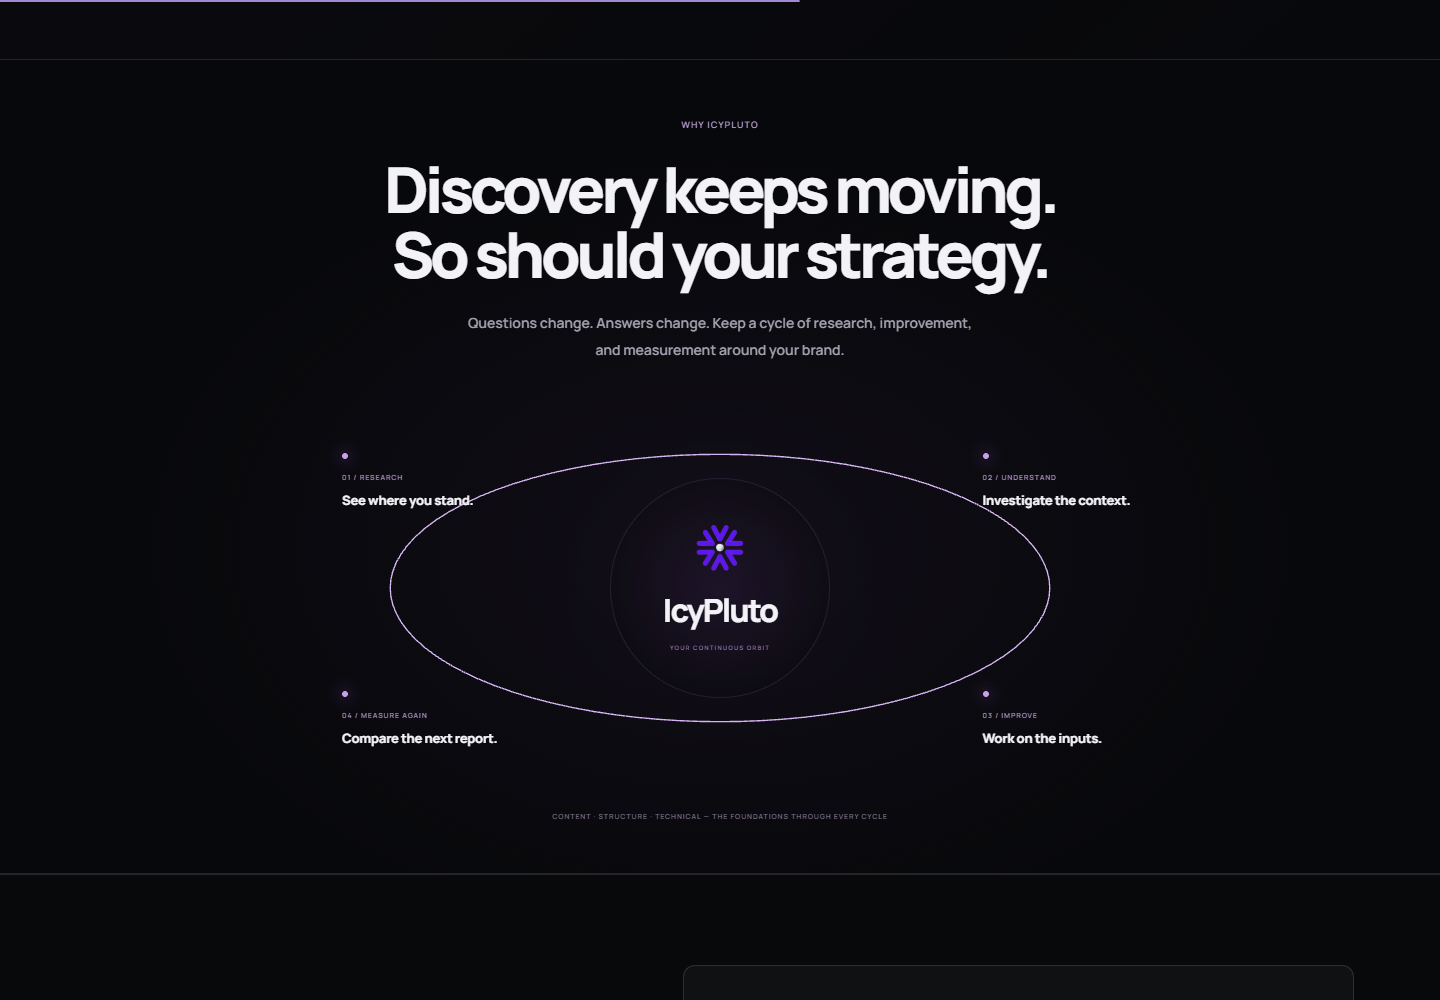 WHY ICYPLUTO
Discovery keeps moving.
So should your strategy.
Questions change. Answers change. Keep a cycle of research, improvement,
and measurement around your brand.
01 / RESEARCH
See where you stand.
02 / UNDERSTAND
Investigate the context.
IcyPluto
YOUR CONTINUOUS ORBIT
04 / MEASURE AGAIN
Compare the next report.
03 / IMPROVE
Work on the inputs.
CONTENT · STRUCTURE · TECHNICAL — THE FOUNDATIONS THROUGH EVERY CYCLE